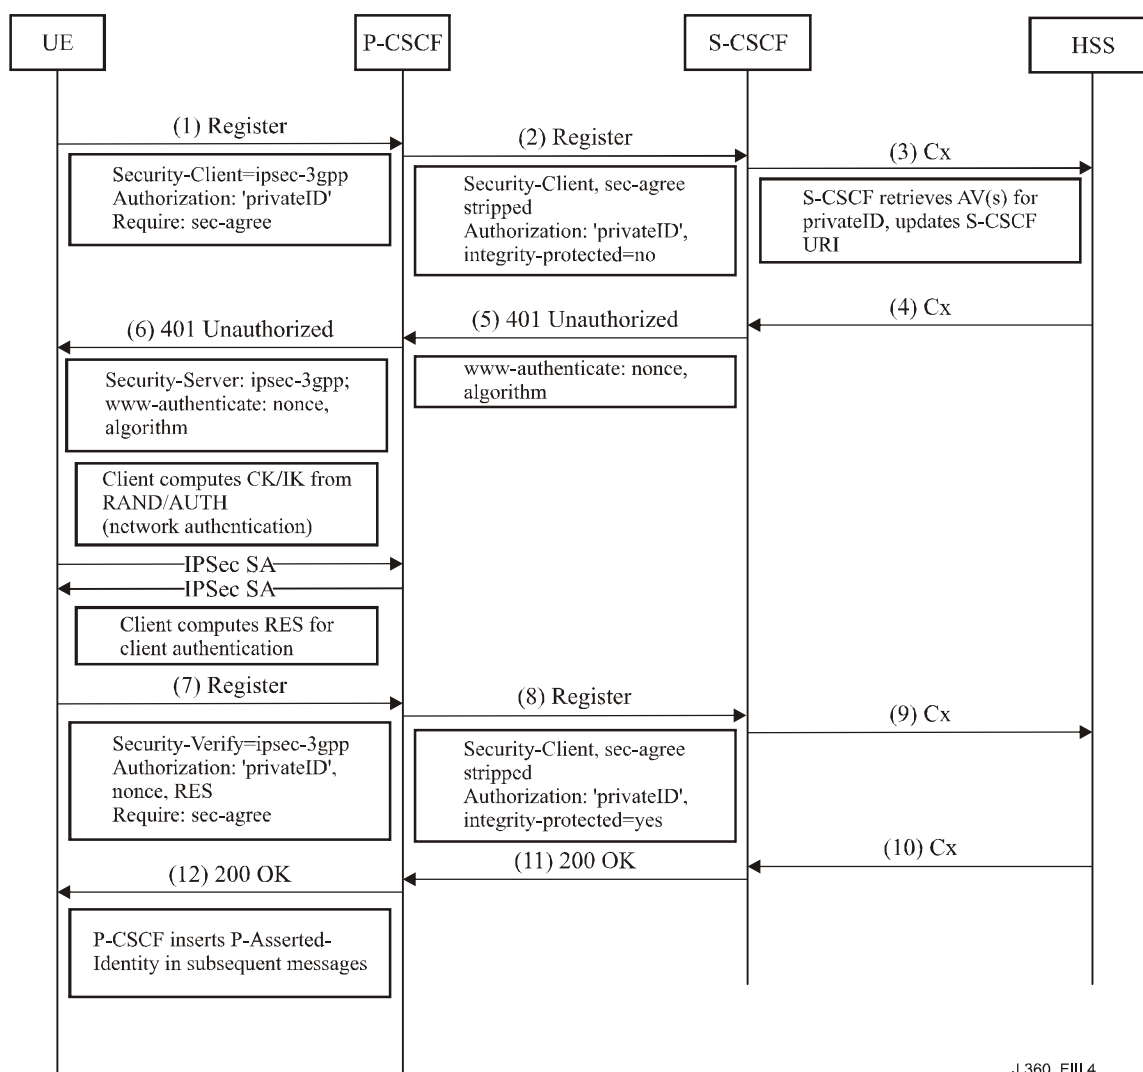 UE
P-CSCF
S-CSCF
HSS
(1) Register
(2) Register
(3) Cx
Security-Client=ipsec-3gpp
Authorization: 'privateID'
Require: sec-agree
Security-Client, sec-agree
stripped
Authorization: 'privateID',
integrity-protected=no
S-CSCF retrieves AV(s) for
privateID, updates S-CSCF
URI
(6) 401 Unauthorized
(5) 401 Unauthorized
(4) Cx
Security-Server: ipsec-3gpp;
www-authenticate: nonce,
algorithm
www-authenticate: nonce,
algorithm
Client computes CK/IK from
RAND/AUTH
(network authentication)
IPSec SA
IPSec SA
Client computes RES for
client authentication
(7) Register
(8) Register
(9) Cx
Security-Verify=ipsec-3gpp
Authorization: 'privateID',
nonce, RES
Require: sec-agree
Security-Client, sec-agree
stripped
Authorization: 'privateID',
integrity-protected=yes
(12) 200 OK
(11) 200 OK
(10) Cx
P-CSCF inserts P-Asserted-
Identity in subsequent messages
J.360_FIII.4